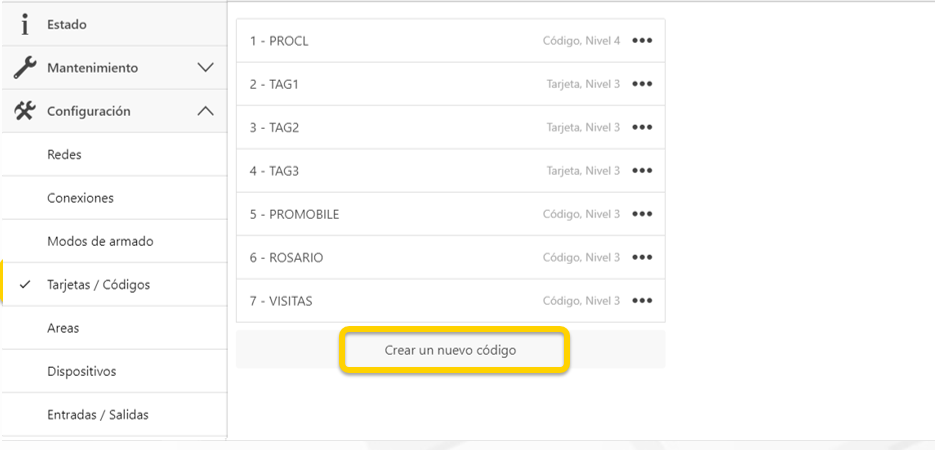 Estado
Mantenimiento
Configuración
Redes
Conexiones
Modos de armado
Tarjetas / Códigos
Areas
Dispositivos
Entradas / Salidas
1 - PROCL Código, Nivel 4
2 - TAG1 Tarjeta, Nivel 3
3 - TAG2 Tarjeta, Nivel 3
4 - TAG3 Tarjeta, Nivel 3
5 - PROMOBILE Código, Nivel 3
6 - ROSARIO Código, Nivel 3
7 - VISITAS Código, Nivel 3
Crear un nuevo código